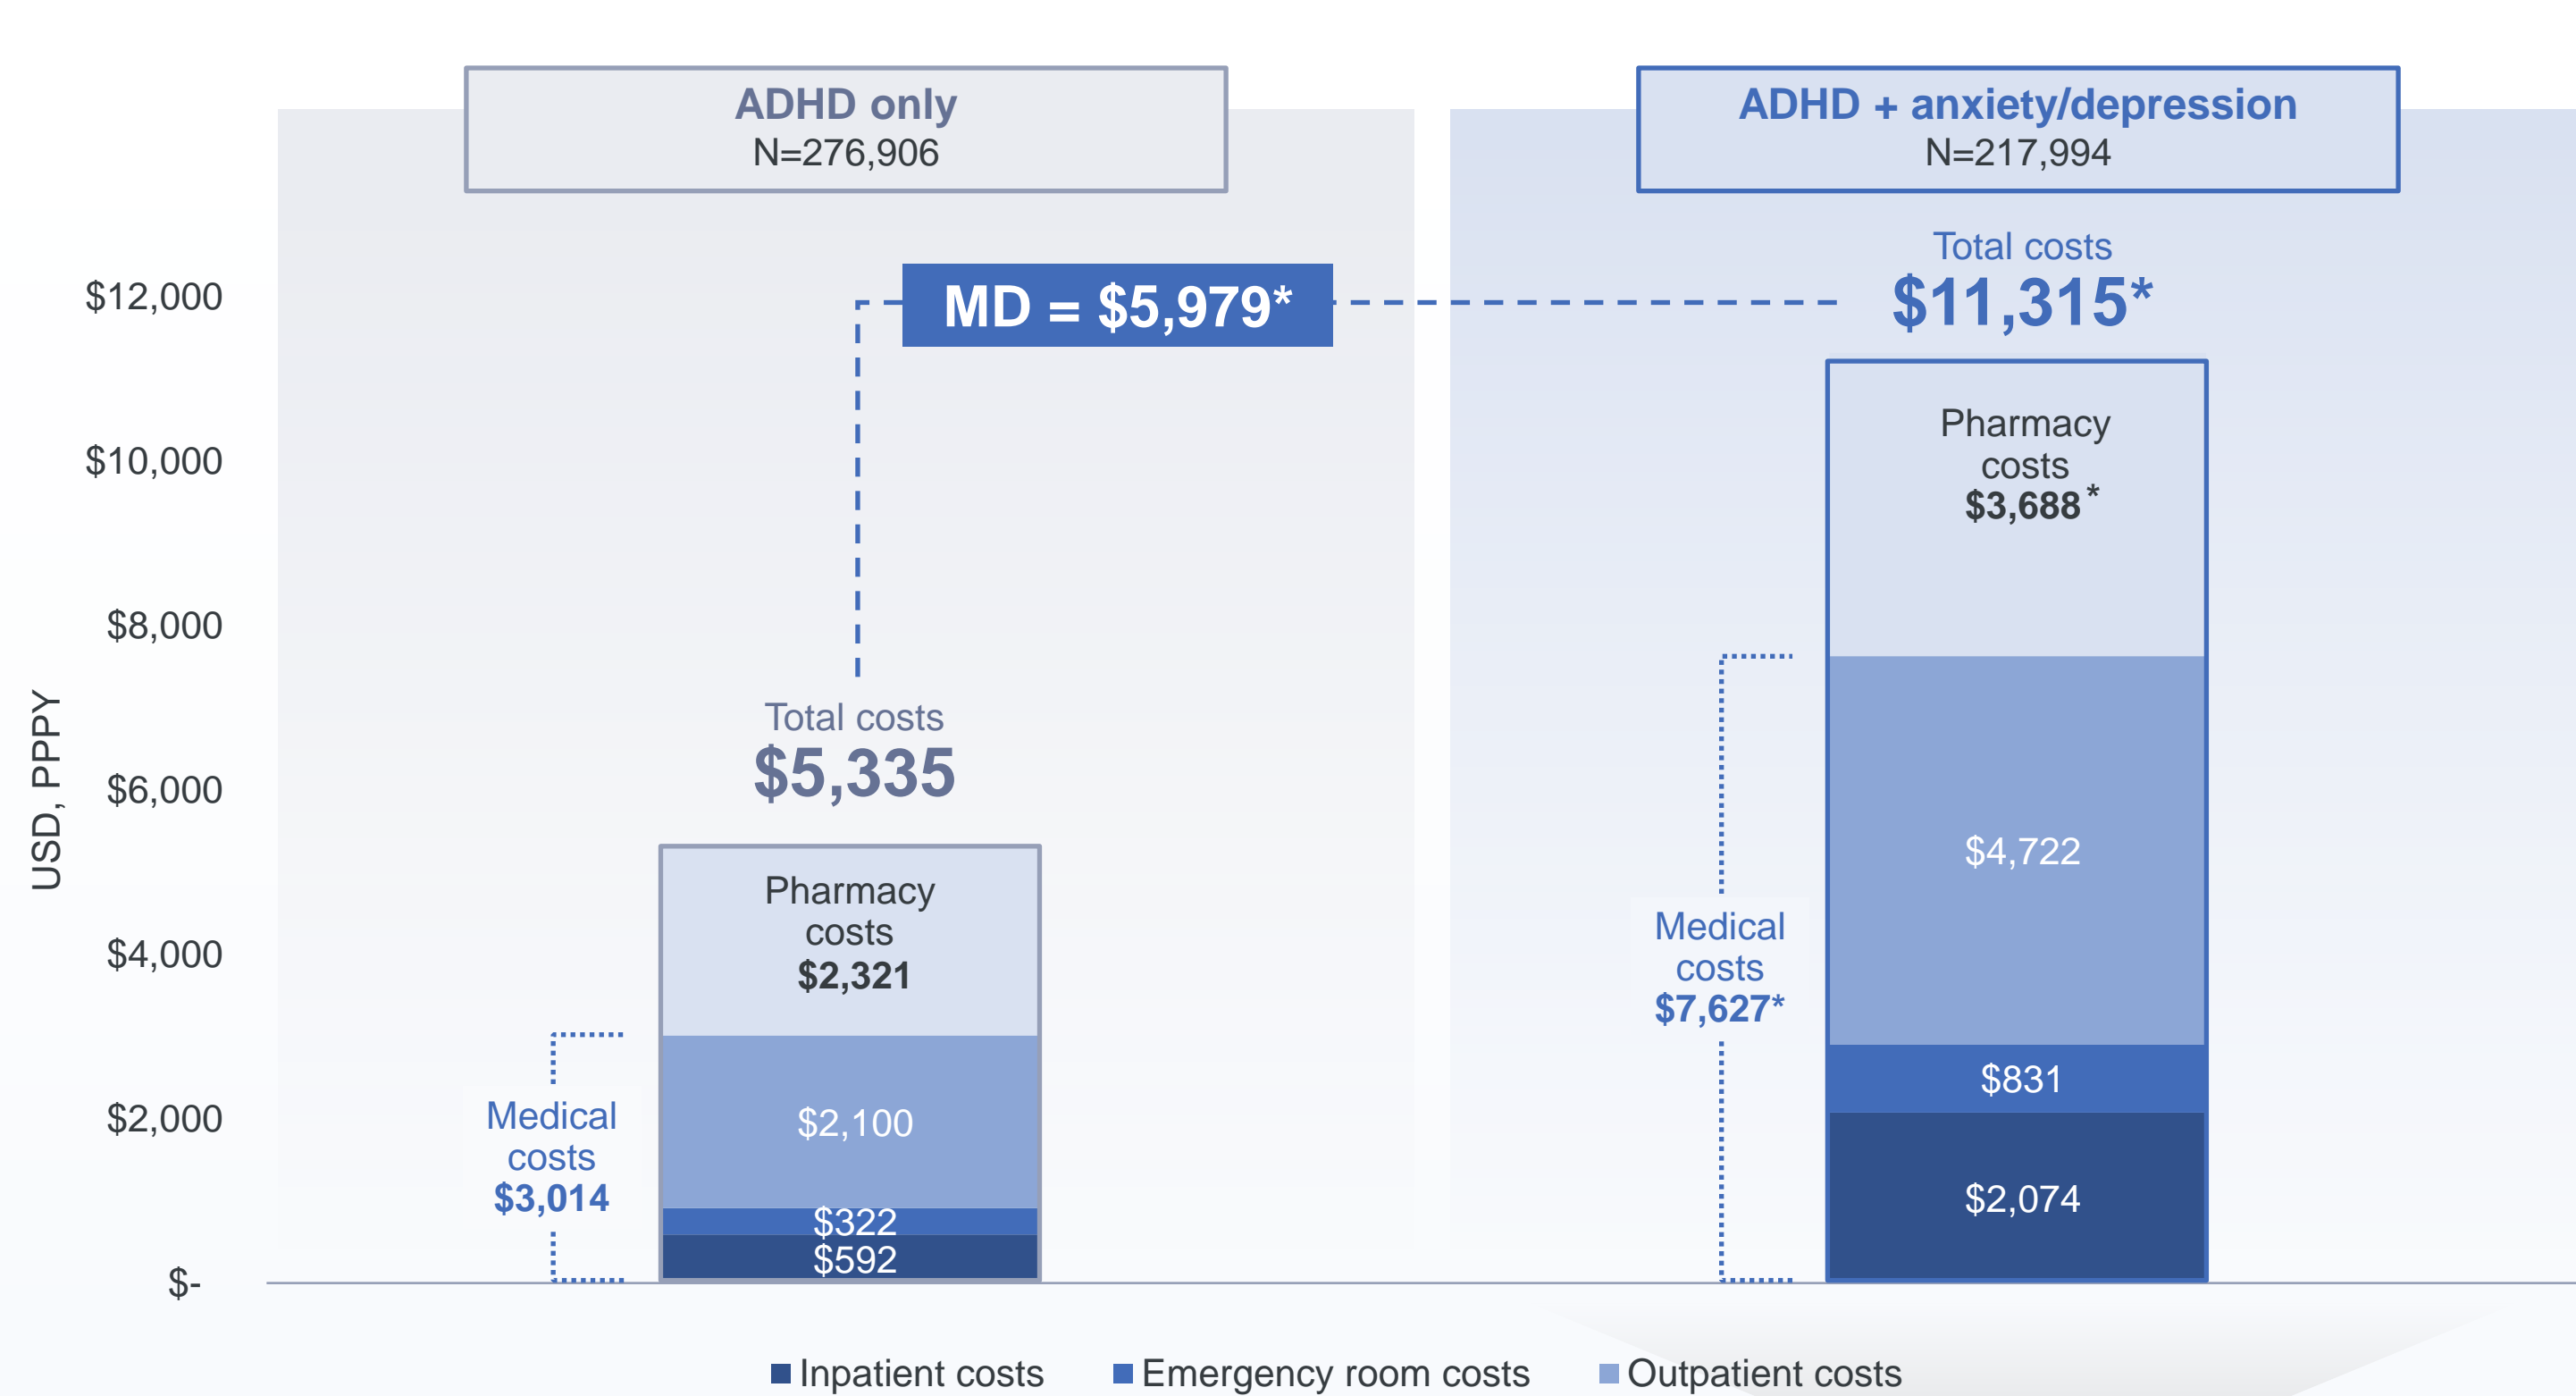 ADHD only
N=276,906
ADHD + anxiety/depression
N=217,994
USD, PPPY
$12,000
$10,000
$8,000
$6,000
$4,000
$2,000
$-
MD = $5,979*
Total costs
$5,335
Pharmacy
costs
$2,321
$2,100
$322
$592
Medical
costs
$3,014
Total costs
$11,315*
Pharmacy
costs
$3,688*
$4,722
$831
$2,074
Medical
costs
$7,627*
Inpatient costs
Emergency room costs
Outpatient costs